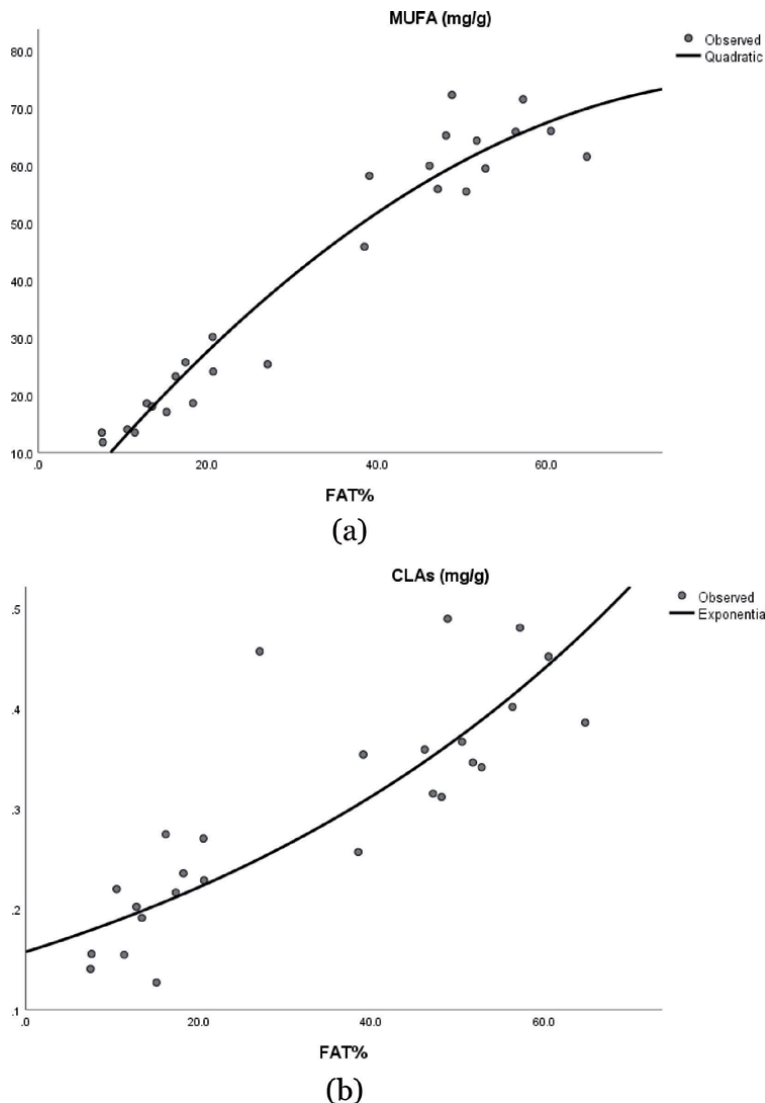 MUFA (mg/g)
Observed
Quadratic
80.0
70.0
60.0
50.0
40.0
30.0
20.0
10.0
.0 20.0 40.0 60.0
FAT%
(a)
CLAs (mg/g)
Observed
Exponentia
.5
.4
.3
.2
.1
.0 20.0 40.0 60.0
FAT%
(b)